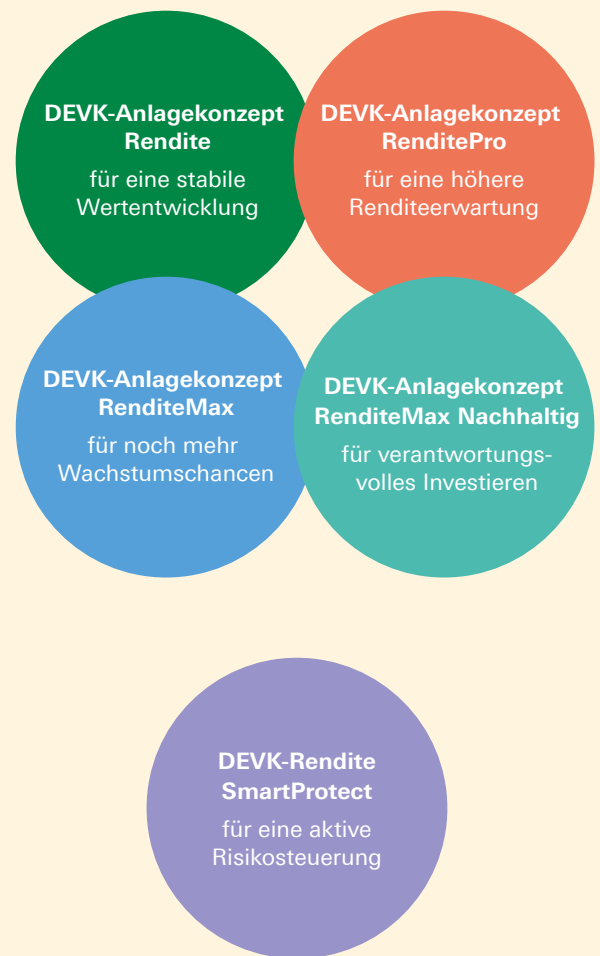 DEVK-Anlagekonzept
Rendite
für eine stabile
Wertentwicklung
DEVK-Anlagekonzept
RenditePro
für eine höhere
Renditeerwartung
DEVK-Anlagekonzept
RenditeMax
für noch mehr
Wachstumschancen
DEVK-Anlagekonzept
RenditeMax Nachhaltig
für verantwortungs-
volles Investieren
DEVK-Rendite
SmartProtect
für eine aktive
Risikosteuerung